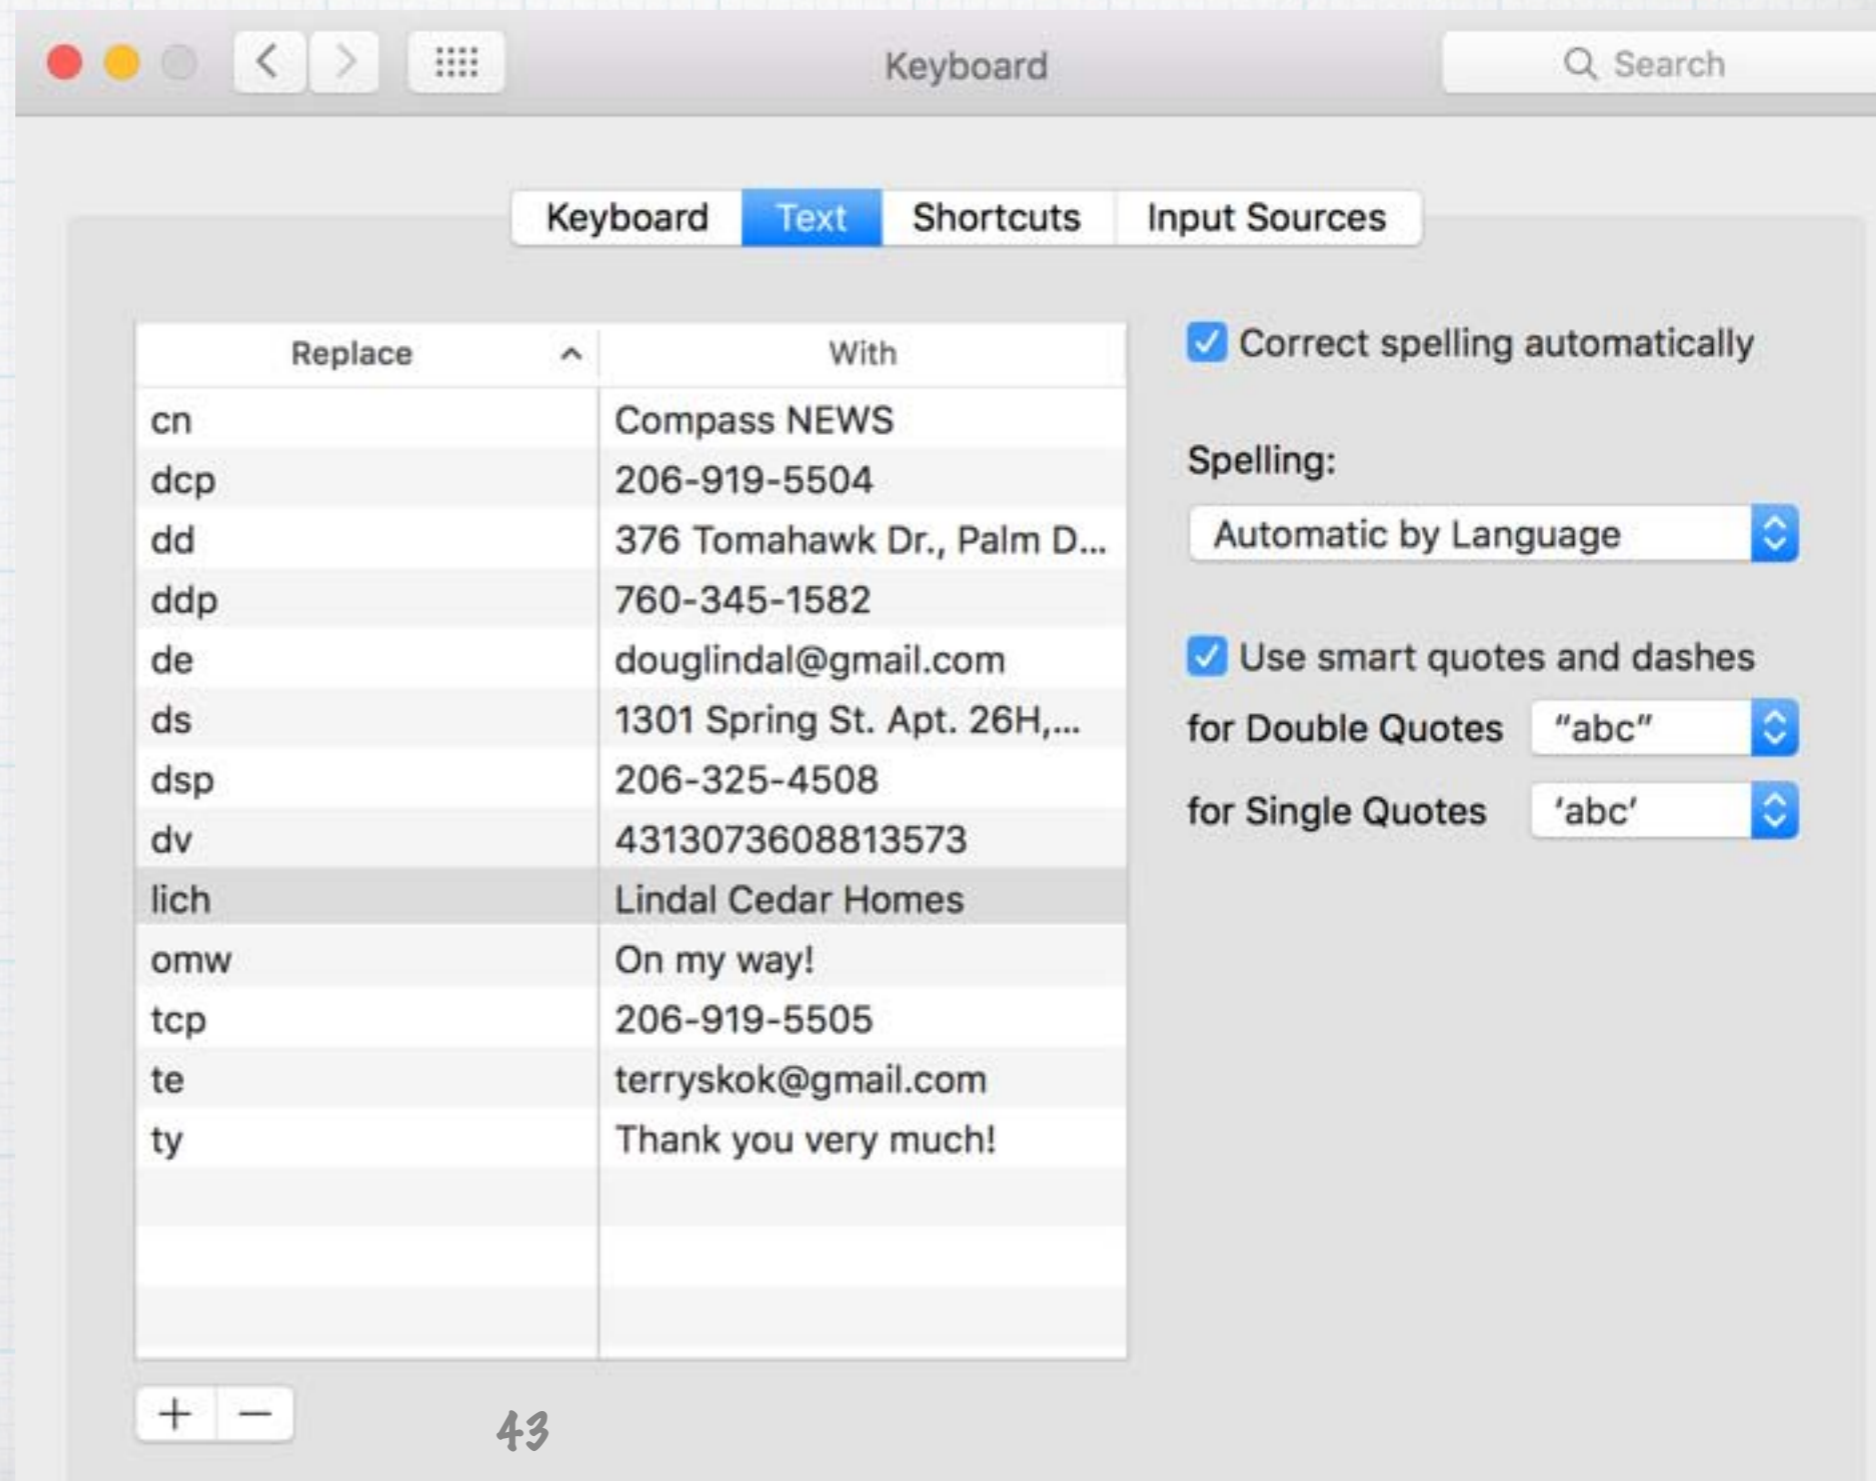 Keyboard
Search
Keyboard Text Shortcuts Input Sources
Replace With
cn Compass NEWS
dcp 206-919-5504
dd 376 Tomahawk Dr., Palm D...
ddp 760-345-1582
de douglindal@gmail.com
ds 1301 Spring St. Apt. 26H,...
dsp 206-325-4508
dv 4313073608813573
lich Lindal Cedar Homes
omw On my way!
tcp 206-919-5505
te terryskok@gmail.com
ty Thank you very much!
Correct spelling automatically
Spelling:
Automatic by Language
Use smart quotes and dashes
for Double Quotes “abc”
for Single Quotes ‘abc’
+ −
43